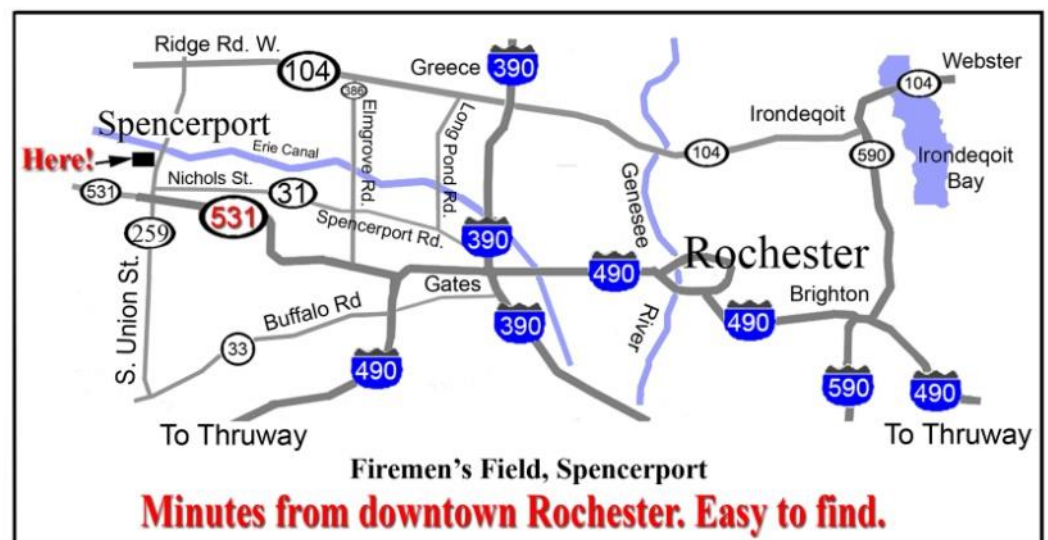 Ridge Rd. W.
104
Greece
390
Webster
104
386
Irondeqoit
Spencerport
Elmgrove Rd.
Long Pond Rd.
Erie Canal
104
590
Irondeqoit
Bay
Here!
Nichols St.
Genesee
531
31
531
Spencerport Rd.
259
390
Rochester
490
Gates
Brighton
S. Union St.
Buffalo Rd
390
River
490
33
490
590
490
To Thruway
To Thruway
Firemen's Field, Spencerport
Minutes from downtown Rochester. Easy to find.